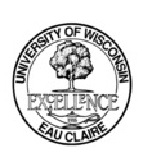 UNIVERSITY OF WISCONSIN
EXCELLENCE
EAU CLAIRE